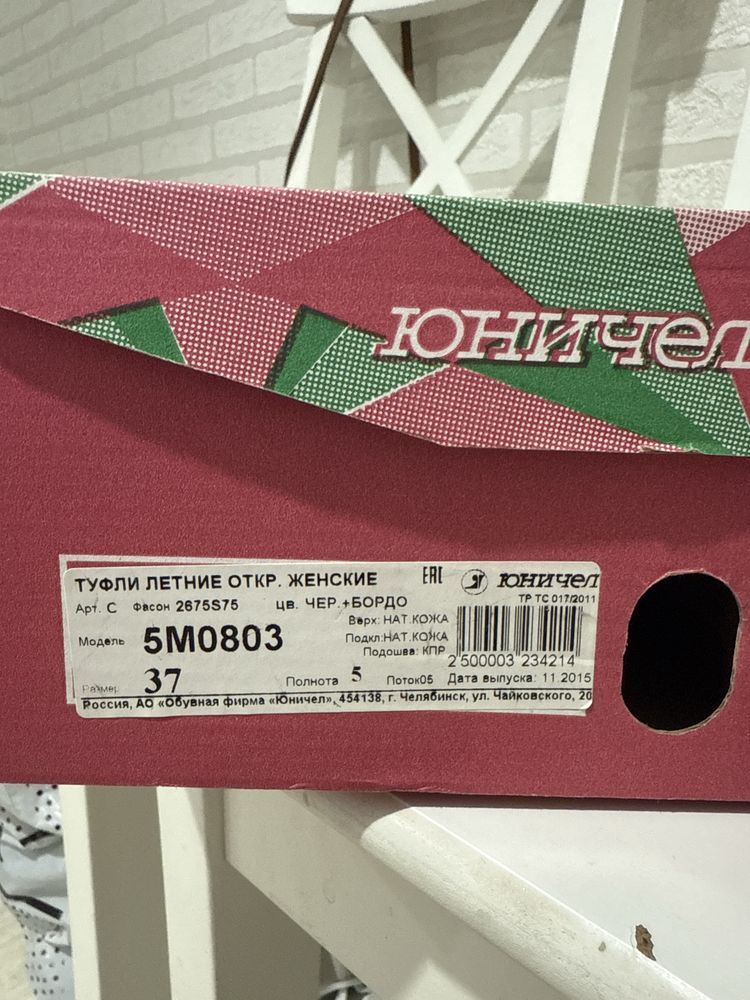 ЮНИЧЕЛ
ТУФЛИ ЛЕТНИЕ ОТКР. ЖЕНСКИЕ EAC ЮНИЧЕЛ
Арт. С Фасон 2675S75 цв. ЧЕР.+БОРДО ТР ТС 017/2011
Верх: НАТ.КОЖА
Модель 5М0803 Подкл:НАТ.КОЖА
Подошва: КПР
2 500003 234214
Размер 37 Полнота 5 Поток05 Дата выпуска: 11.2015
Россия, АО «Обувная фирма «Юничел», 454138, г. Челябинск, ул. Чайковского, 20